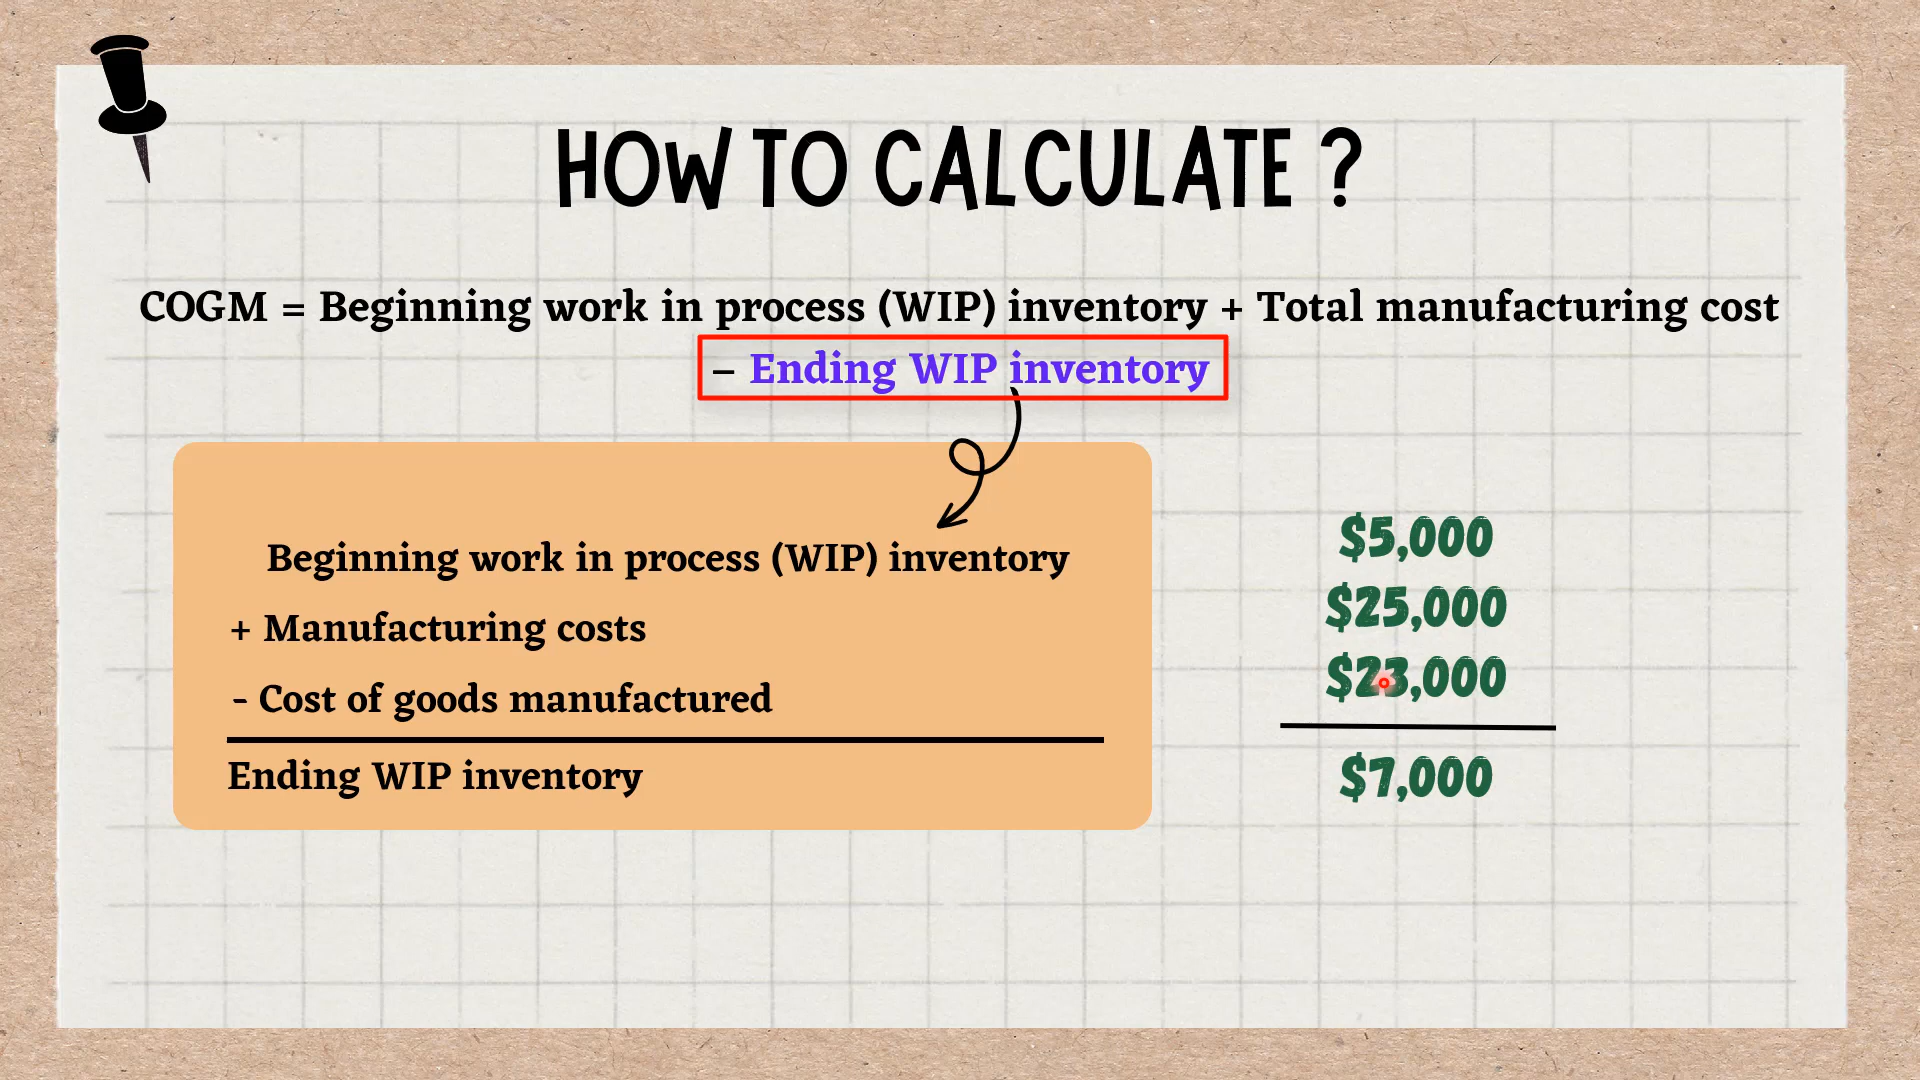 HOW TO CALCULATE ?
COGM = Beginning work in process (WIP) inventory + Total manufacturing cost
– Ending WIP inventory
Beginning work in process (WIP) inventory $5,000
+ Manufacturing costs $25,000
- Cost of goods manufactured $23,000
Ending WIP inventory $7,000